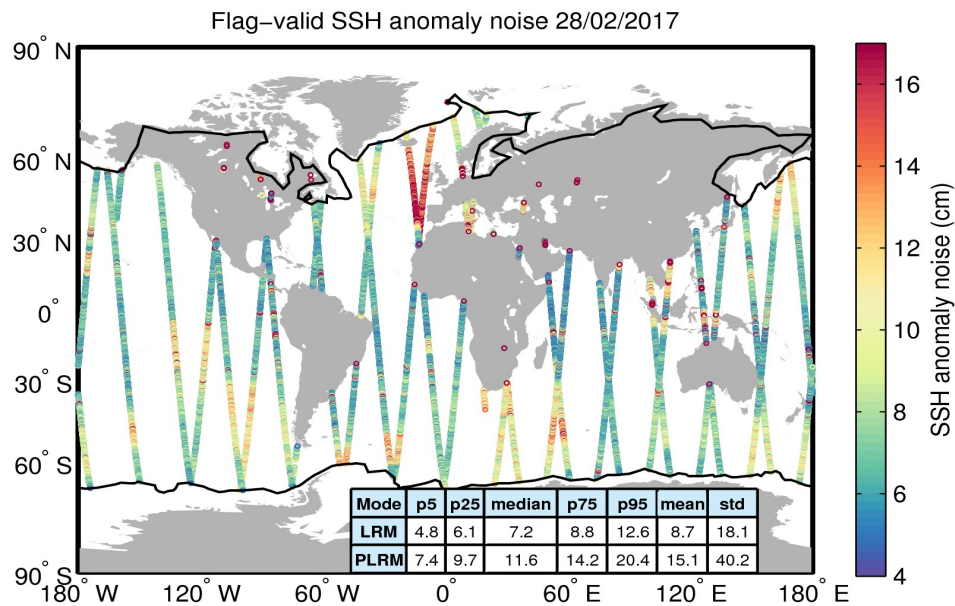 Flag−valid SSH anomaly noise 28/02/2017
90° N
60° N
30° N
0°
30° S
60° S
90° S
180° W 120° W 60° W 0° 60° E 120° E 180° E
Mode p5 p25 median p75 p95 mean std
LRM 4.8 6.1 7.2 8.8 12.6 8.7 18.1
PLRM 7.4 9.7 11.6 14.2 20.4 15.1 40.2
16
14
12
10
8
6
4
SSH anomaly noise (cm)